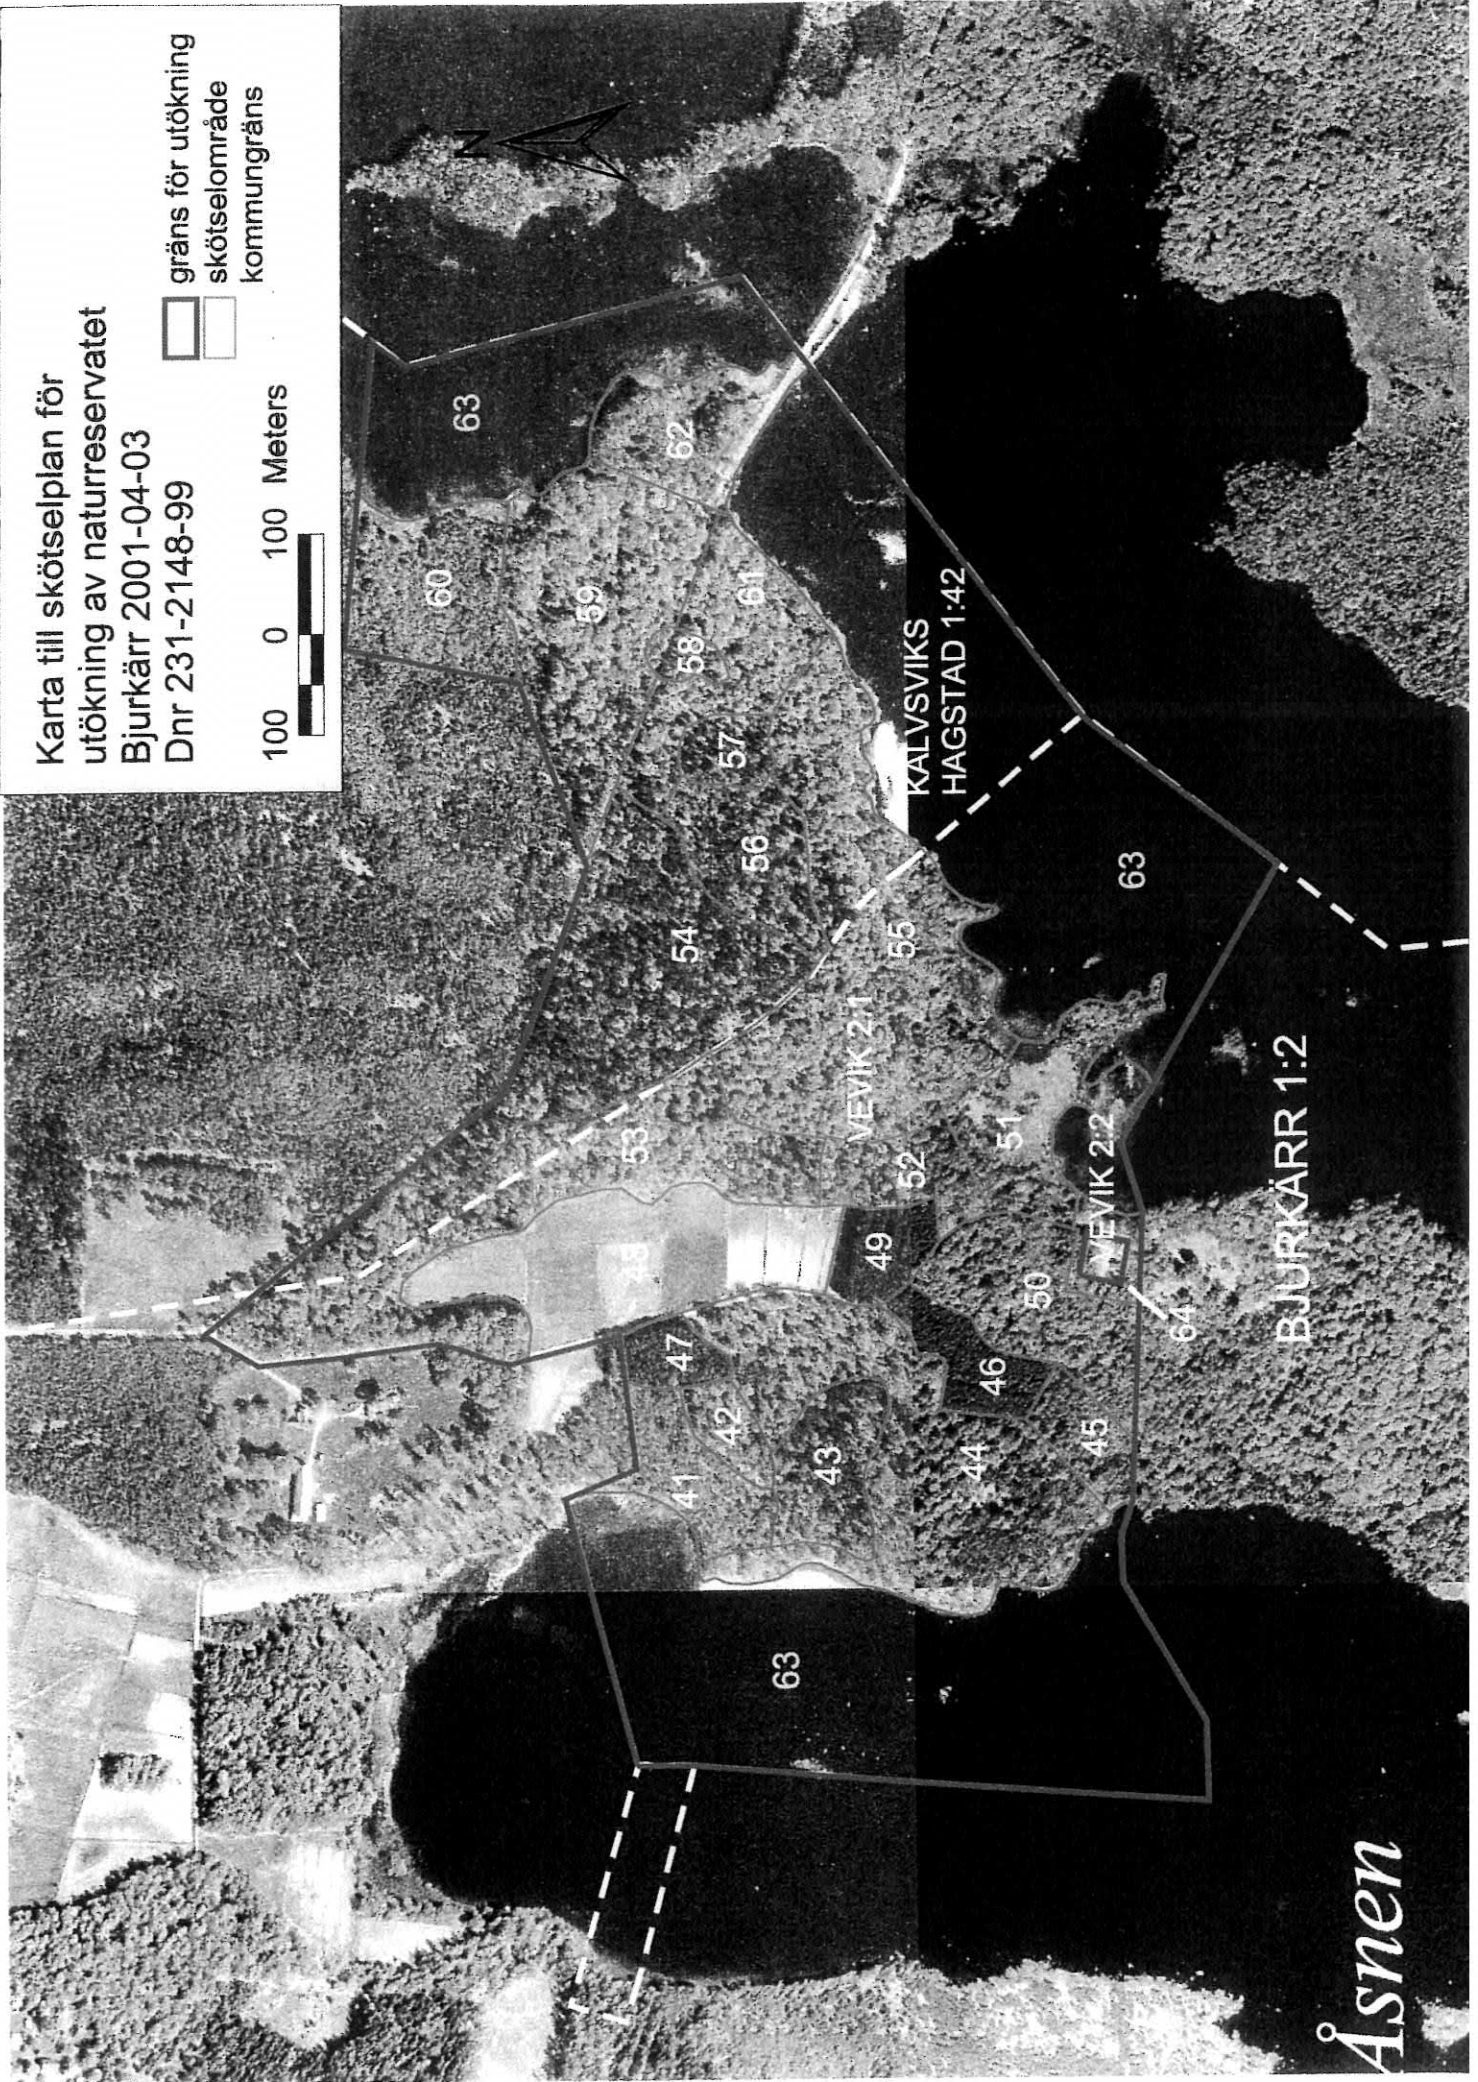 Karta till skötselplan för
utökning av naturreservatet
Bjurkärr 2001-04-03
Dnr 231-2148-99
gräns för utökning
skötselområde
kommungräns
100 0 100 Meters
N
63
60
62
59
61
58
57
56
54
55
53
KALVSVIKS
HAGSTAD 1:42
63
VEVIK 2:1
52
51
VEVIK 2:2
49
48
50
64
BJURKÄRR 1:2
47
46
42
45
41
43
44
63
Åsnen